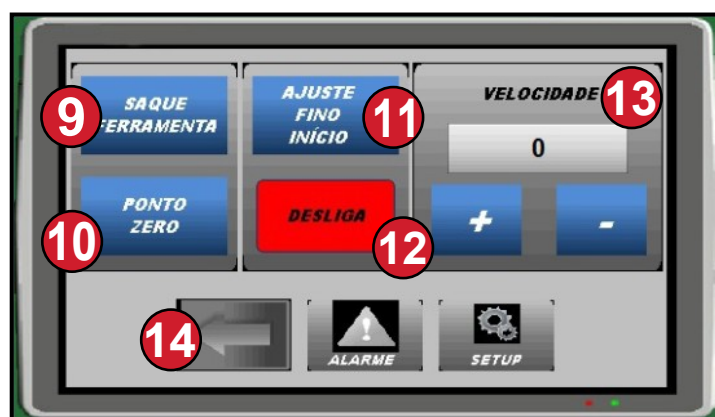 9
SAQUE
FERRAMENTA
10
PONTO
ZERO
AJUSTE
FINO
INÍCIO
11
DESLIGA
12
VELOCIDADE
13
0
+
-
14
ALARME
SETUP